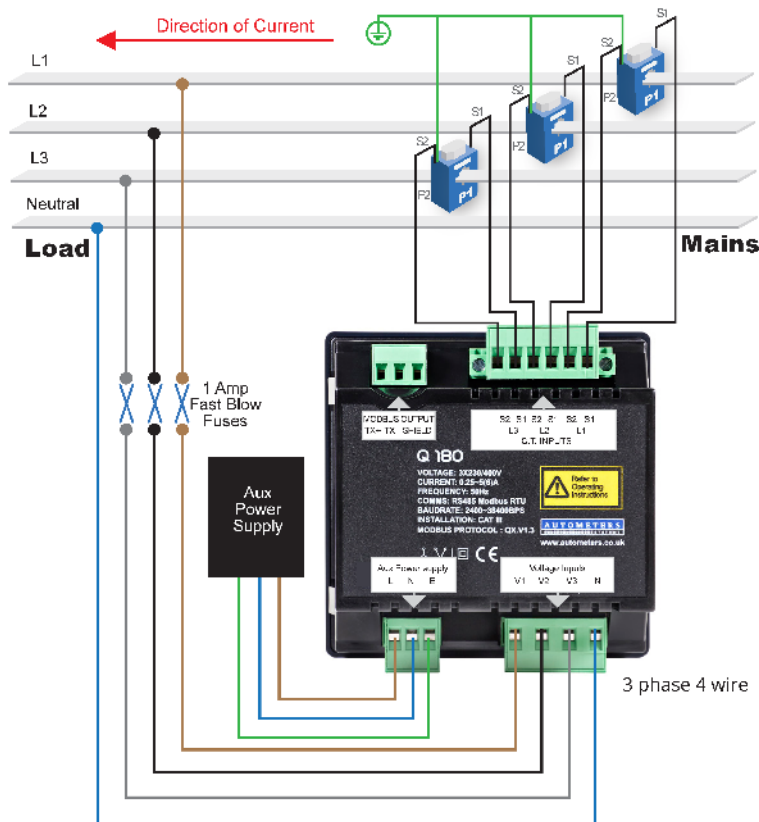 Direction of Current
L1
L2
L3
Neutral
Load
Mains
S2
S1
P2
P1
S2
S1
P2
P1
S2
S1
P2
P1
1 Amp
Fast Blow
Fuses
Aux
Power
Supply
MODBUS OUTPUT
TX+ TX- SHIELD
S2 S1 S2 S1 S2 S1
L3 L2 L1
C.T. INPUTS
Q 180
VOLTAGE: 3X230/400V
CURRENT: 0.25~5(6)A
FREQUENCY: 50Hz
COMMS: RS485 Modbus RTU
BAUDRATE: 2400~38400BPS
INSTALLATION: CAT III
MODBUS PROTOCOL : QX.V1.3
CE
Refer to
Operating
Instructions
AUTOMETERS
www.autometers.co.uk
Aux Power supply
L N E
Voltage Inputs
V1 V2 V3 N
3 phase 4 wire